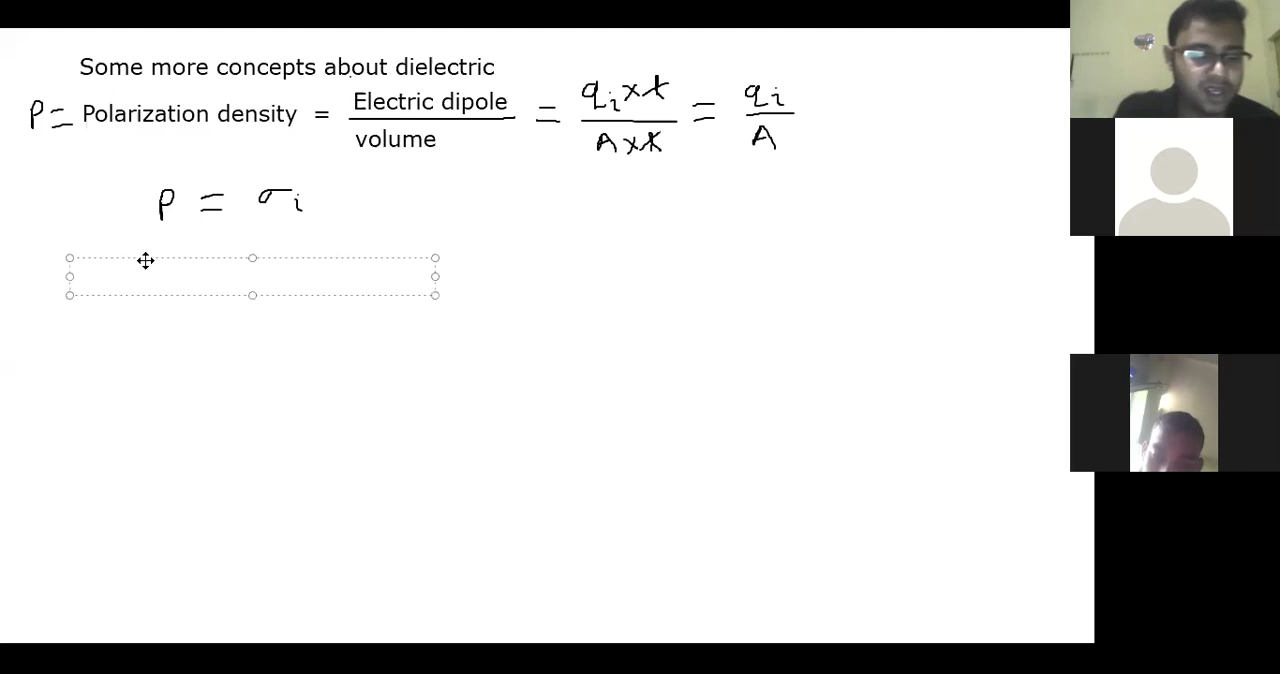 Some more concepts about dielectric
P = Polarization density = Electric dipole / volume = qi x t / A x t = qi / A
P = σi